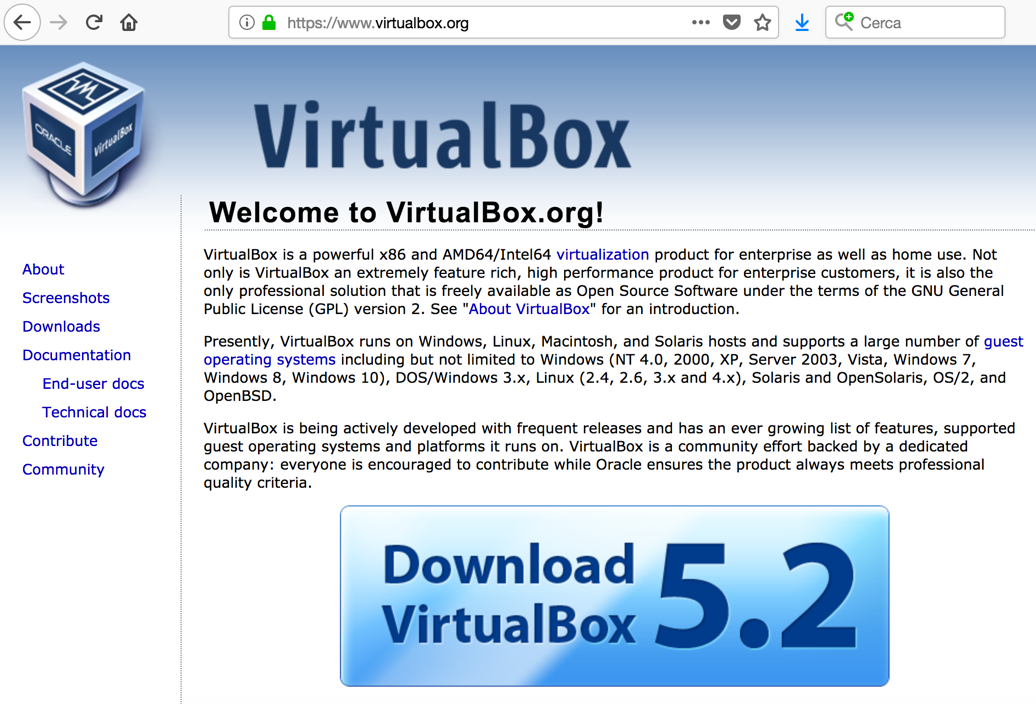 https://www.virtualbox.org
Cerca
ORACLE
VirtualBox
VirtualBox
Welcome to VirtualBox.org!
About
Screenshots
Downloads
Documentation
End-user docs
Technical docs
Contribute
Community
VirtualBox is a powerful x86 and AMD64/Intel64 virtualization product for enterprise as well as home use. Not
only is VirtualBox an extremely feature rich, high performance product for enterprise customers, it is also the
only professional solution that is freely available as Open Source Software under the terms of the GNU General
Public License (GPL) version 2. See "About VirtualBox" for an introduction.
Presently, VirtualBox runs on Windows, Linux, Macintosh, and Solaris hosts and supports a large number of guest
operating systems including but not limited to Windows (NT 4.0, 2000, XP, Server 2003, Vista, Windows 7,
Windows 8, Windows 10), DOS/Windows 3.x, Linux (2.4, 2.6, 3.x and 4.x), Solaris and OpenSolaris, OS/2, and
OpenBSD.
VirtualBox is being actively developed with frequent releases and has an ever growing list of features, supported
guest operating systems and platforms it runs on. VirtualBox is a community effort backed by a dedicated
company: everyone is encouraged to contribute while Oracle ensures the product always meets professional
quality criteria.
Download
VirtualBox 5.2